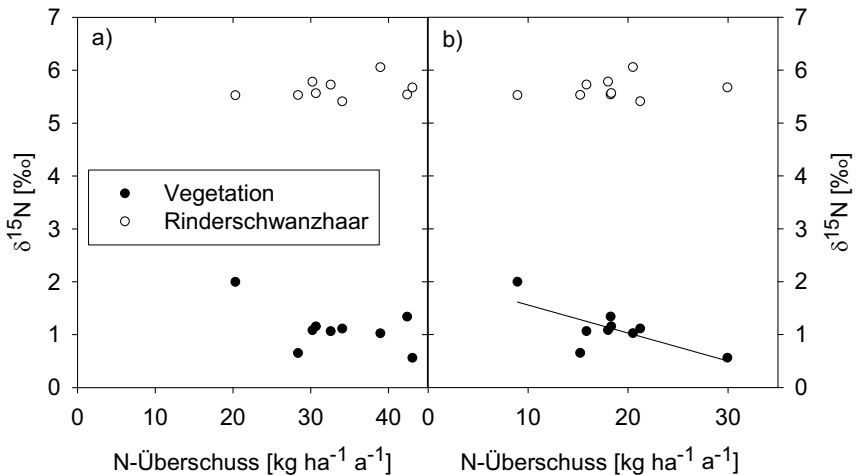 a)
b)
7
6
5
4
3
2
1
0
δ15N [‰]
Vegetation
Rinderschwanzhaar
7
6
5
4
3
2
1
0
δ15N [‰]
0 10 20 30 40 0 10 20 30
N-Überschuss [kg ha-1 a-1] N-Überschuss [kg ha-1 a-1]